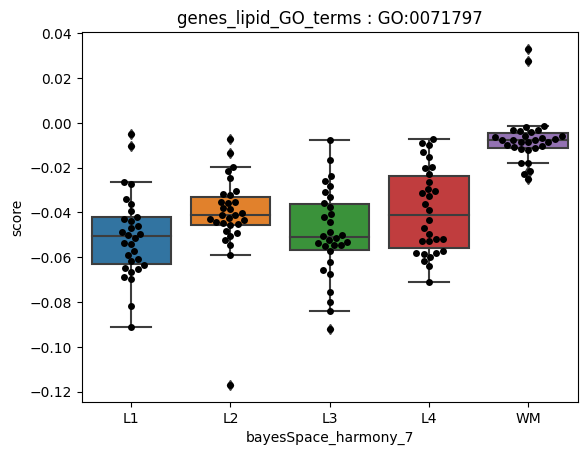 genes_lipid_GO_terms : GO:0071797
0.04
0.02
0.00
−0.02
−0.04
−0.06
−0.08
−0.10
−0.12
score
L1 L2 L3 L4 WM
bayesSpace_harmony_7